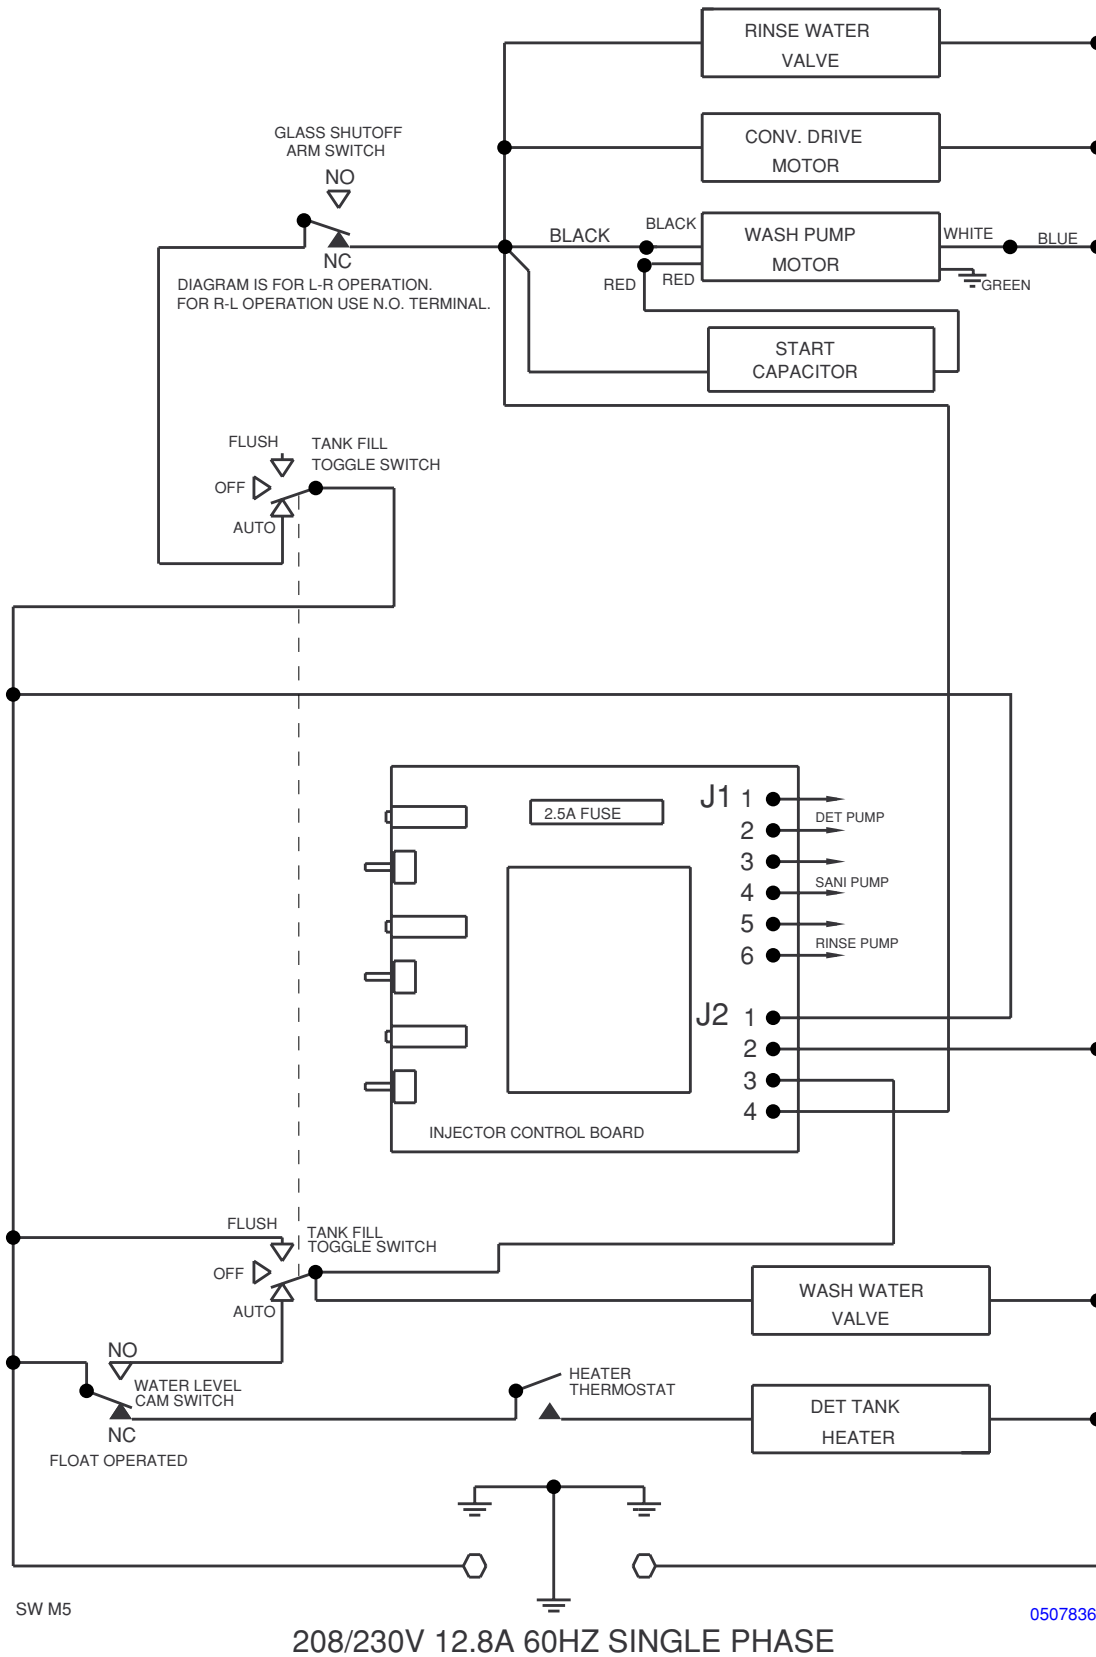 RINSE WATER
VALVE
GLASS SHUTOFF
ARM SWITCH
NO
CONV. DRIVE
MOTOR
BLACK
BLACK
WASH PUMP
MOTOR
WHITE
BLUE
NC
RED
RED
GREEN
DIAGRAM IS FOR L-R OPERATION.
FOR R-L OPERATION USE N.O. TERMINAL.
START
CAPACITOR
FLUSH
TANK FILL
TOGGLE SWITCH
OFF
AUTO
2.5A FUSE
J1 1
DET PUMP
2
3
SANI PUMP
4
5
RINSE PUMP
6
J2 1
2
3
4
INJECTOR CONTROL BOARD
FLUSH
TANK FILL
TOGGLE SWITCH
OFF
AUTO
WASH WATER
VALVE
NO
WATER LEVEL
CAM SWITCH
NC
FLOAT OPERATED
HEATER
THERMOSTAT
DET TANK
HEATER
SW M5
0507836
208/230V 12.8A 60HZ SINGLE PHASE